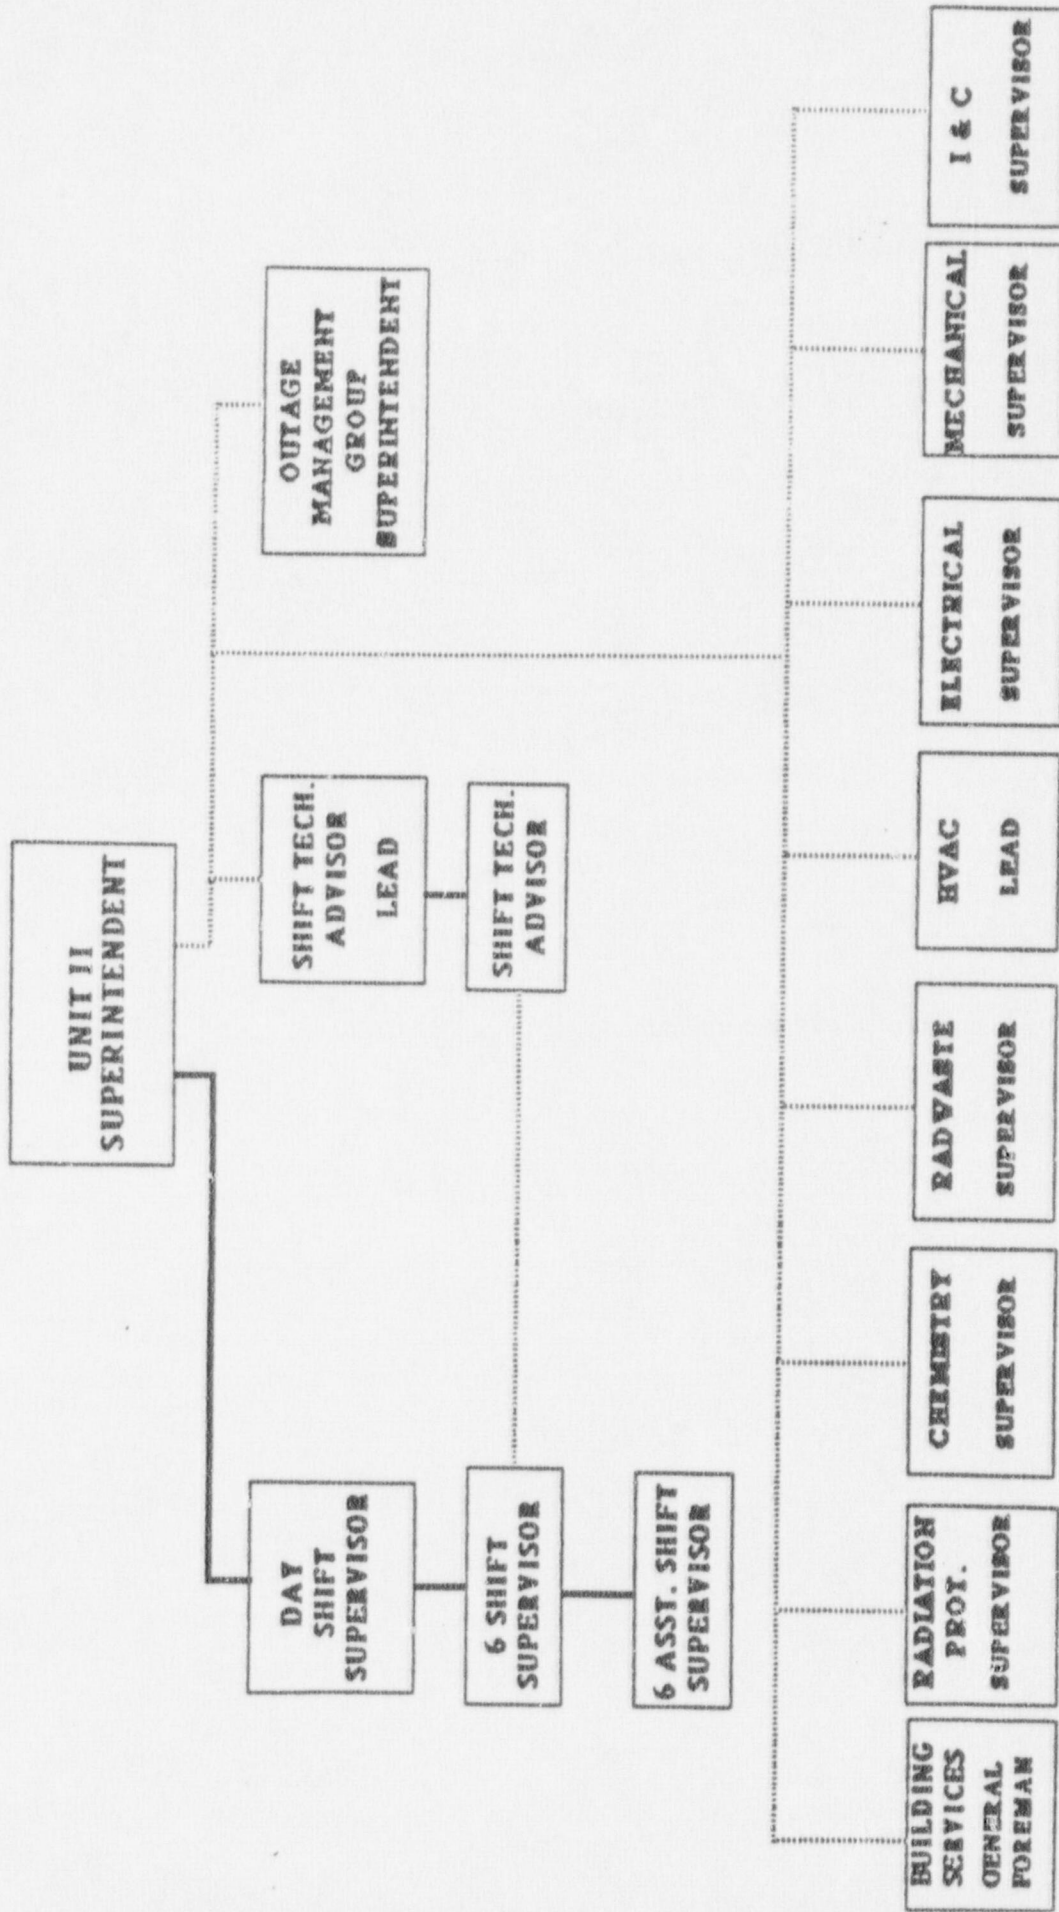 UNIT II
SUPERINTENDENT
DAY
SHIFT
SUPERVISOR
SHIFT TECH.
ADVISOR
LEAD
OUTAGE
MANAGEMENT
GROUP
SUPERINTENDENT
6 SHIFT
SUPERVISOR
SHIFT TECH.
ADVISOR
6 ASST. SHIFT
SUPERVISOR
BUILDING
SERVICES
GENERAL
FOREMAN
RADIATION
PROT.
SUPERVISOR
CHEMISTRY
SUPERVISOR
RADWASTE
SUPERVISOR
HVAC
LEAD
ELECTRICAL
SUPERVISOR
MECHANICAL
SUPERVISOR
I & C
SUPERVISOR